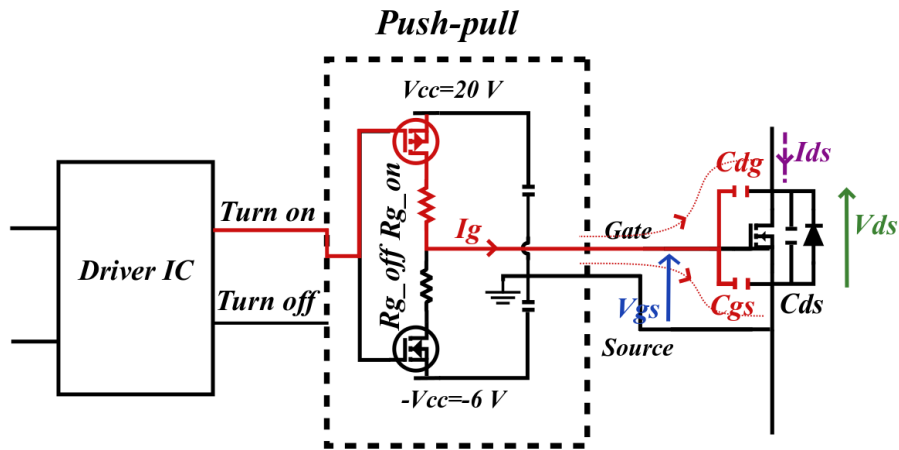 Push-pull
Vcc=20 V
Ids
Cdg
Turn on
Rg_off Rg_on
Ig
Gate
Vds
Driver IC
Turn off
Vgs
Cgs
Cds
Source
-Vcc=-6 V